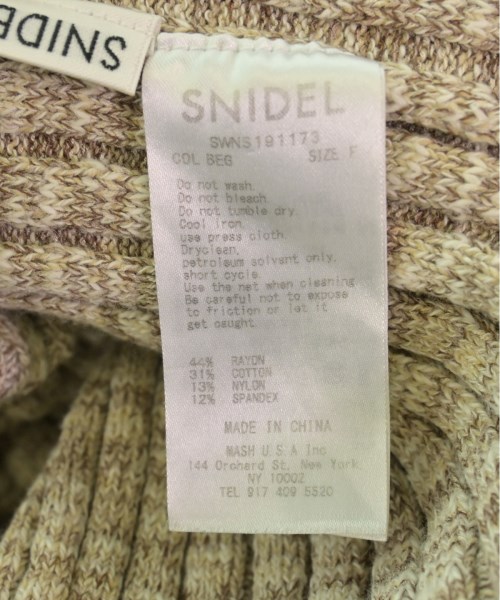 SNIDE
SNIDEL
SWNS191173
COL BEG SIZE F
Do not wash.
Do not bleach.
Do not tumble dry.
Cool iron.
use press cloth.
Dryclean.
petroleum solvent only.
short cycle.
Use the net when cleaning
Be careful not to expose
to friction or let it
get caught.
44% RAYON
31% COTTON
13% NYLON
12% SPANDEX
MADE IN CHINA
MASH U.S.A Inc
144 Orchard St, New York,
NY 10002
TEL 917 409 5520